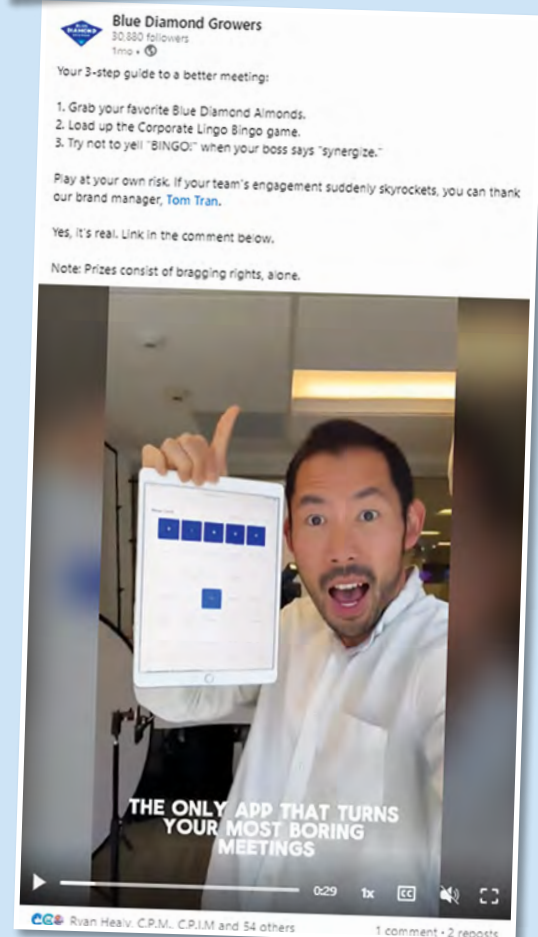 BLUE
DIAMOND
Blue Diamond Growers
30,880 followers
1mo •
Your 3-step guide to a better meeting:
1. Grab your favorite Blue Diamond Almonds.
2. Load up the Corporate Lingo Bingo game.
3. Try not to yell "BINGO!" when your boss says "synergize."
Play at your own risk. If your team's engagement suddenly skyrockets, you can thank
our brand manager, Tom Tran.
Yes, it's real. Link in the comment below.
Note: Prizes consist of bragging rights, alone.
THE ONLY APP THAT TURNS
YOUR MOST BORING
MEETINGS
0:29 1x CC
Ryan Healy, C.P.M., C.P.I.M and 54 others
1 comment • 2 reposts